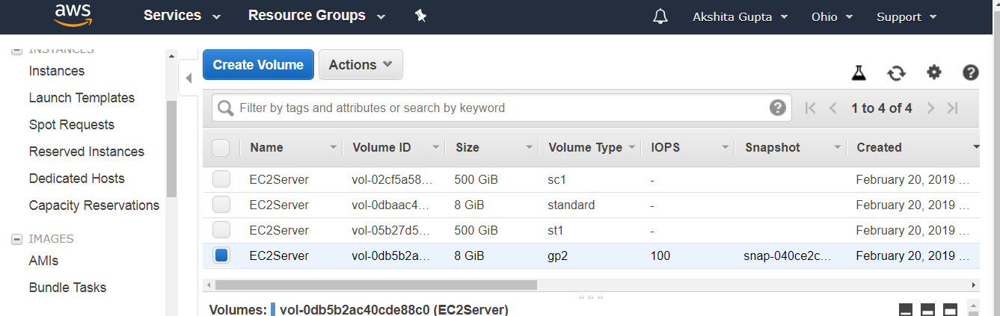 aws Services Resource Groups Akshita Gupta Ohio Support
INSTANCES
Instances
Launch Templates
Spot Requests
Reserved Instances
Dedicated Hosts
Capacity Reservations
IMAGES
AMIs
Bundle Tasks
Create Volume Actions
Filter by tags and attributes or search by keyword 1 to 4 of 4
Name Volume ID Size Volume Type IOPS Snapshot Created
EC2Server vol-02cf5a58... 500 GiB sc1 - February 20, 2019 ...
EC2Server vol-0dbaac4... 8 GiB standard - February 20, 2019 ...
EC2Server vol-05b27d5... 500 GiB st1 - February 20, 2019 ...
EC2Server vol-0db5b2a... 8 GiB gp2 100 snap-040ce2c... February 20, 2019 ...
Volumes: vol-0db5b2ac40cde88c0 (EC2Server)